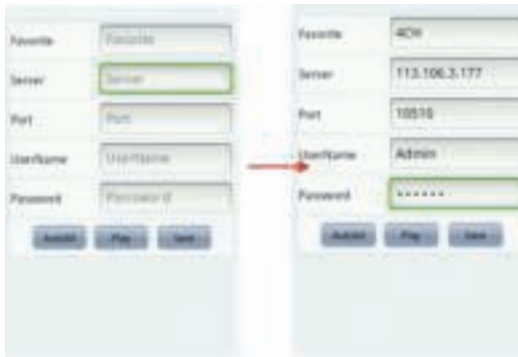 Favorite
Favorite
Server
Server
Port
Port
UserName
UserName
Password
Password
Play
Save
Favorite
4CH
Server
113.106.3.177
Port
10510
UserName
Admin
Password
••••••
Play
Save